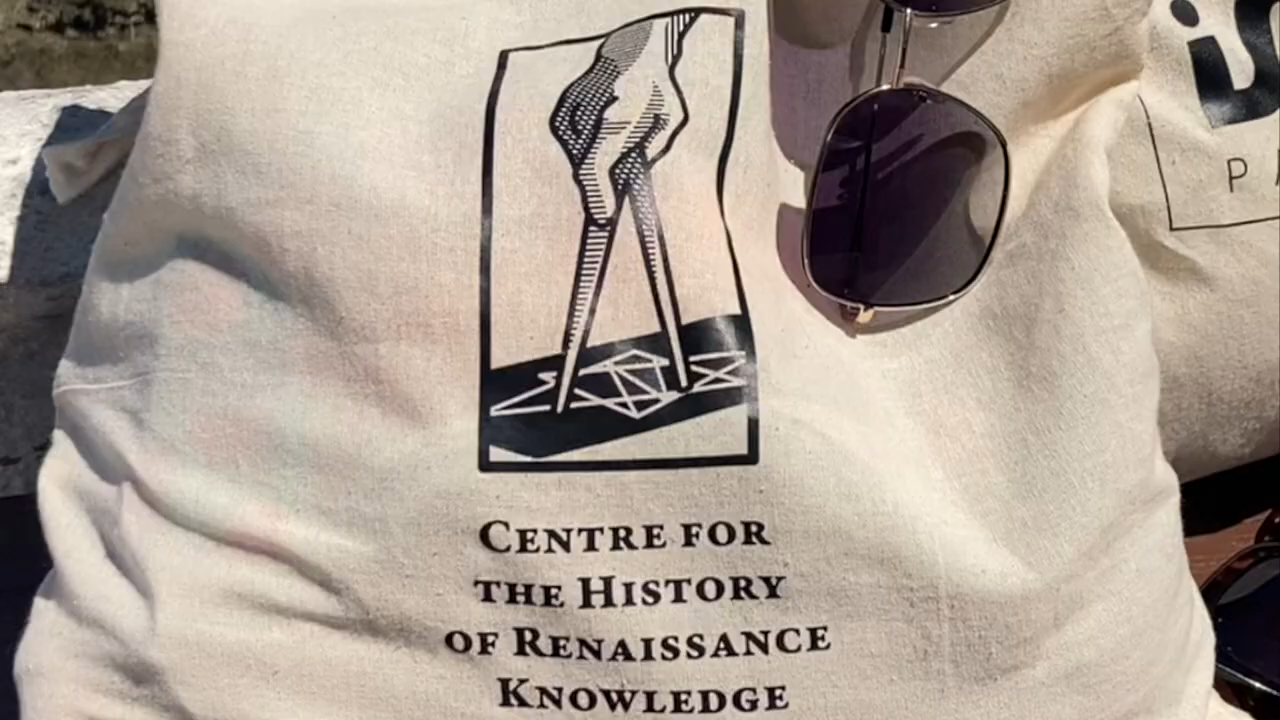 CENTRE FOR
THE HISTORY
OF RENAISSANCE
KNOWLEDGE